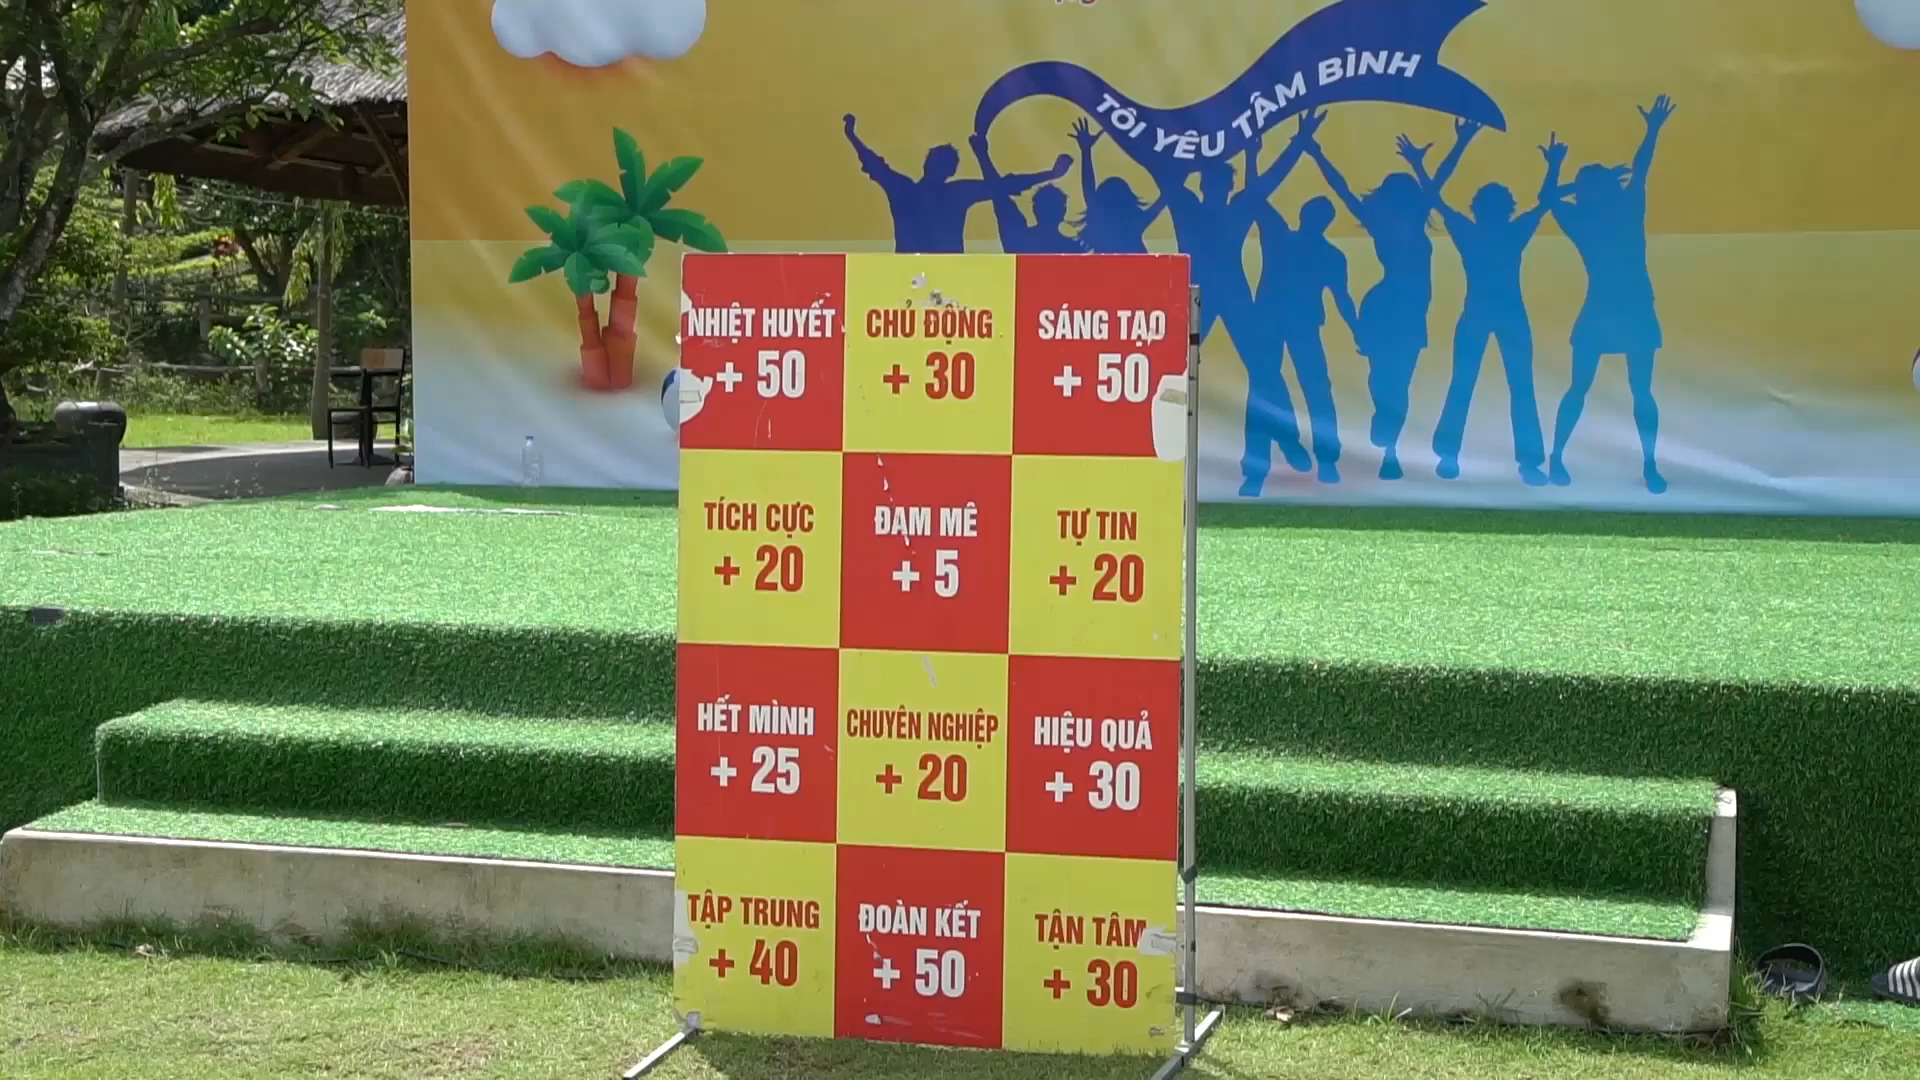 TÔI YÊU TÂM BÌNH
NHIỆT HUYẾT
+ 50
CHỦ ĐỘNG
+ 30
SÁNG TẠO
+ 50
TÍCH CỰC
+ 20
ĐAM MÊ
+ 5
TỰ TIN
+ 20
HẾT MÌNH
+ 25
CHUYÊN NGHIỆP
+ 20
HIỆU QUẢ
+ 30
TẬP TRUNG
+ 40
ĐOÀN KẾT
+ 50
TẬN TÂM
+ 30